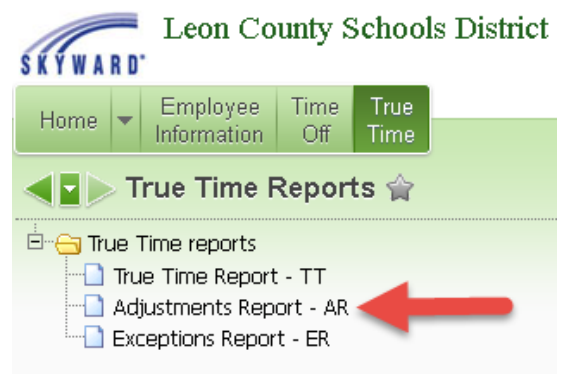 Leon County Schools District
SKYWARD
Home
Employee Information
Time Off
True Time
True Time Reports
True Time reports
True Time Report - TT
Adjustments Report - AR
Exceptions Report - ER